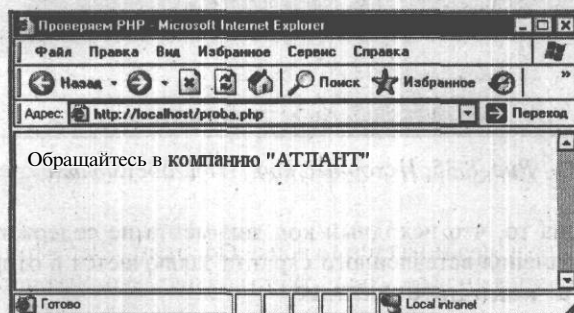 Проверяем PHP - Microsoft Internet Explorer
Файл Правка Вид Избранное Сервис Справка
Назад Поиск Избранное »
Адрес: http://localhost/proba.php Переход
Обращайтесь в компанию "АТЛАНТ"
Готово Local intranet